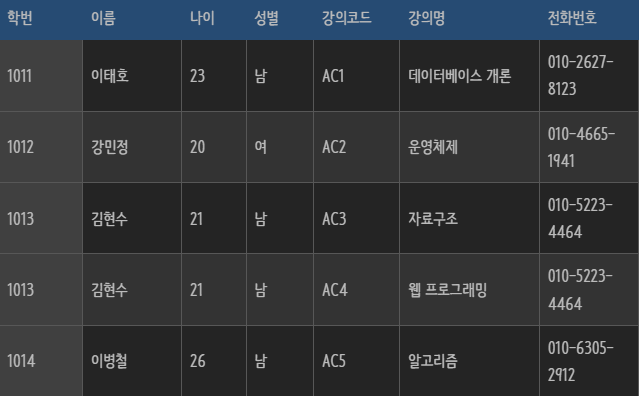 학번 이름 나이 성별 강의코드 강의명 전화번호
1011 이태호 23 남 AC1 데이터베이스 개론 010-2627-
8123
1012 강민정 20 여 AC2 운영체제 010-4665-
1941
1013 김현수 21 남 AC3 자료구조 010-5223-
4464
1013 김현수 21 남 AC4 웹 프로그래밍 010-5223-
4464
1014 이병철 26 남 AC5 알고리즘 010-6305-
2912